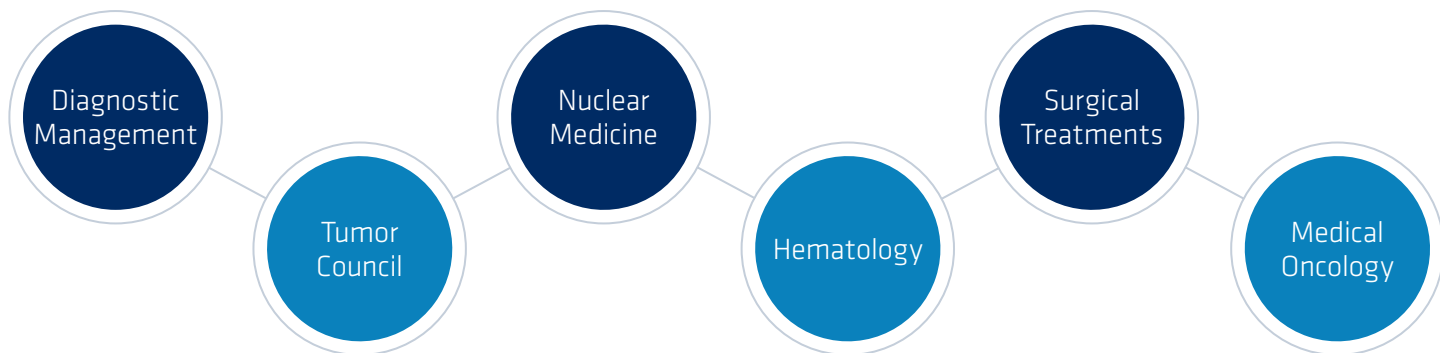 Diagnostic
Management
Tumor
Council
Nuclear
Medicine
Hematology
Surgical
Treatments
Medical
Oncology